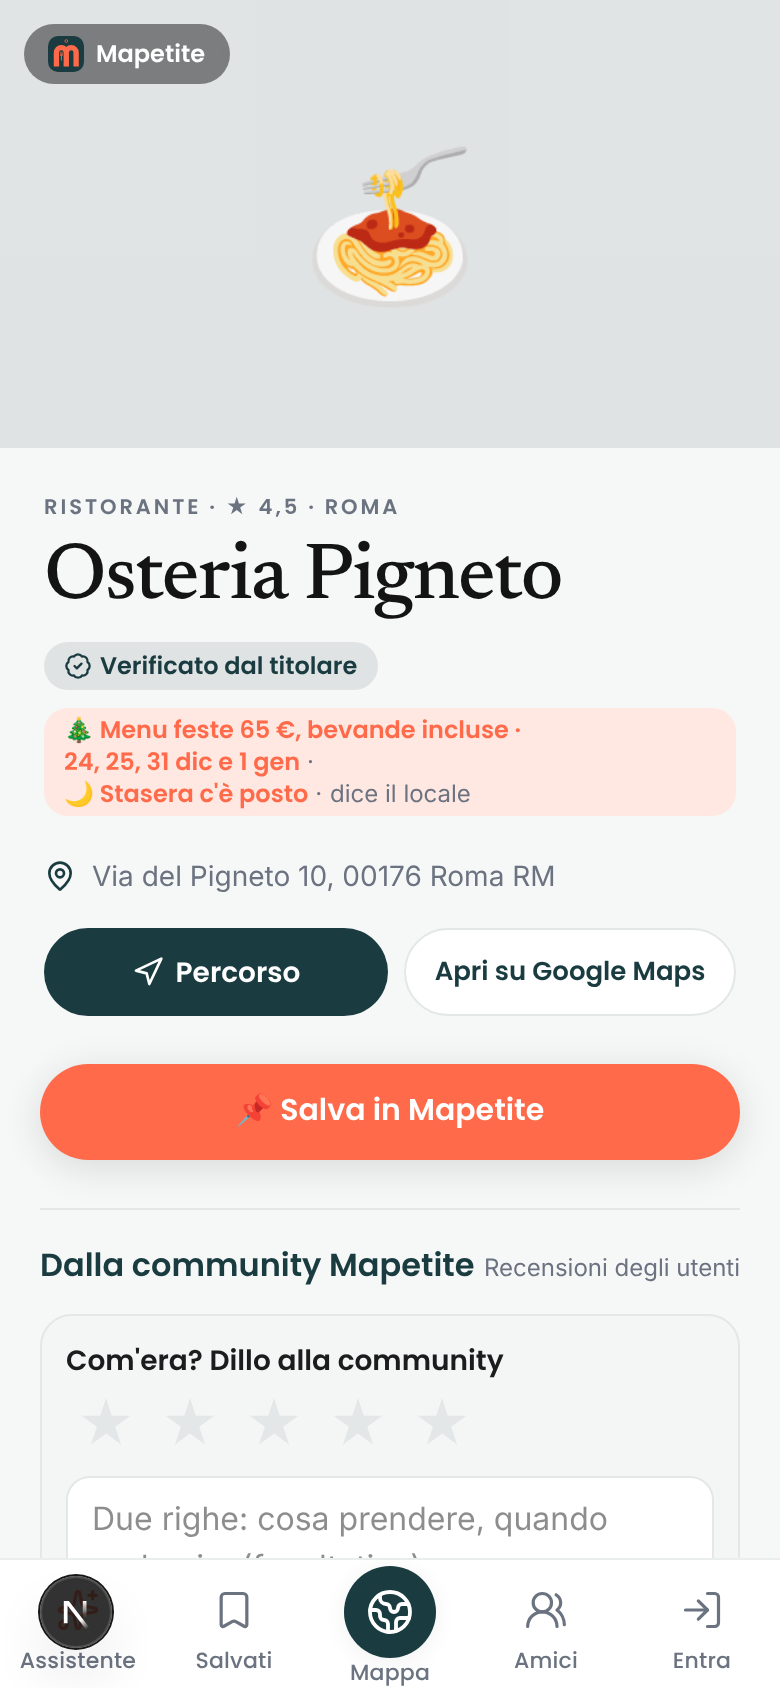 Mapetite
RISTORANTE · ★ 4,5 · ROMA
Osteria Pigneto
Verificato dal titolare
🎄 Menu feste 65 €, bevande incluse ·
24, 25, 31 dic e 1 gen ·
🌙 Stasera c'è posto · dice il locale
Via del Pigneto 10, 00176 Roma RM
Percorso
Apri su Google Maps
📌 Salva in Mapetite
Dalla community Mapetite Recensioni degli utenti
Com'era? Dillo alla community
★ ★ ★ ★ ★
Due righe: cosa prendere, quando
N
Assistente
Salvati
Mappa
Amici
Entra